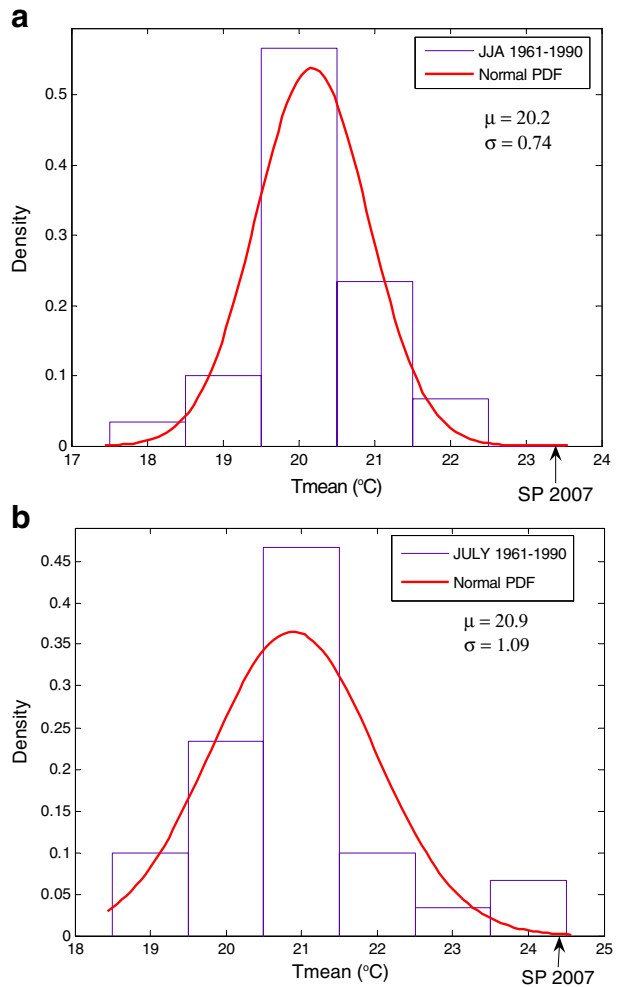 a
JJA 1961-1990
Normal PDF
μ = 20.2
σ = 0.74
Density
0.5
0.4
0.3
0.2
0.1
0
17 18 19 20 21 22 23 24
Tmean (°C)
SP 2007
b
JULY 1961-1990
Normal PDF
μ = 20.9
σ = 1.09
Density
0.45
0.4
0.35
0.3
0.25
0.2
0.15
0.1
0.05
0
18 19 20 21 22 23 24 25
Tmean (°C)
SP 2007